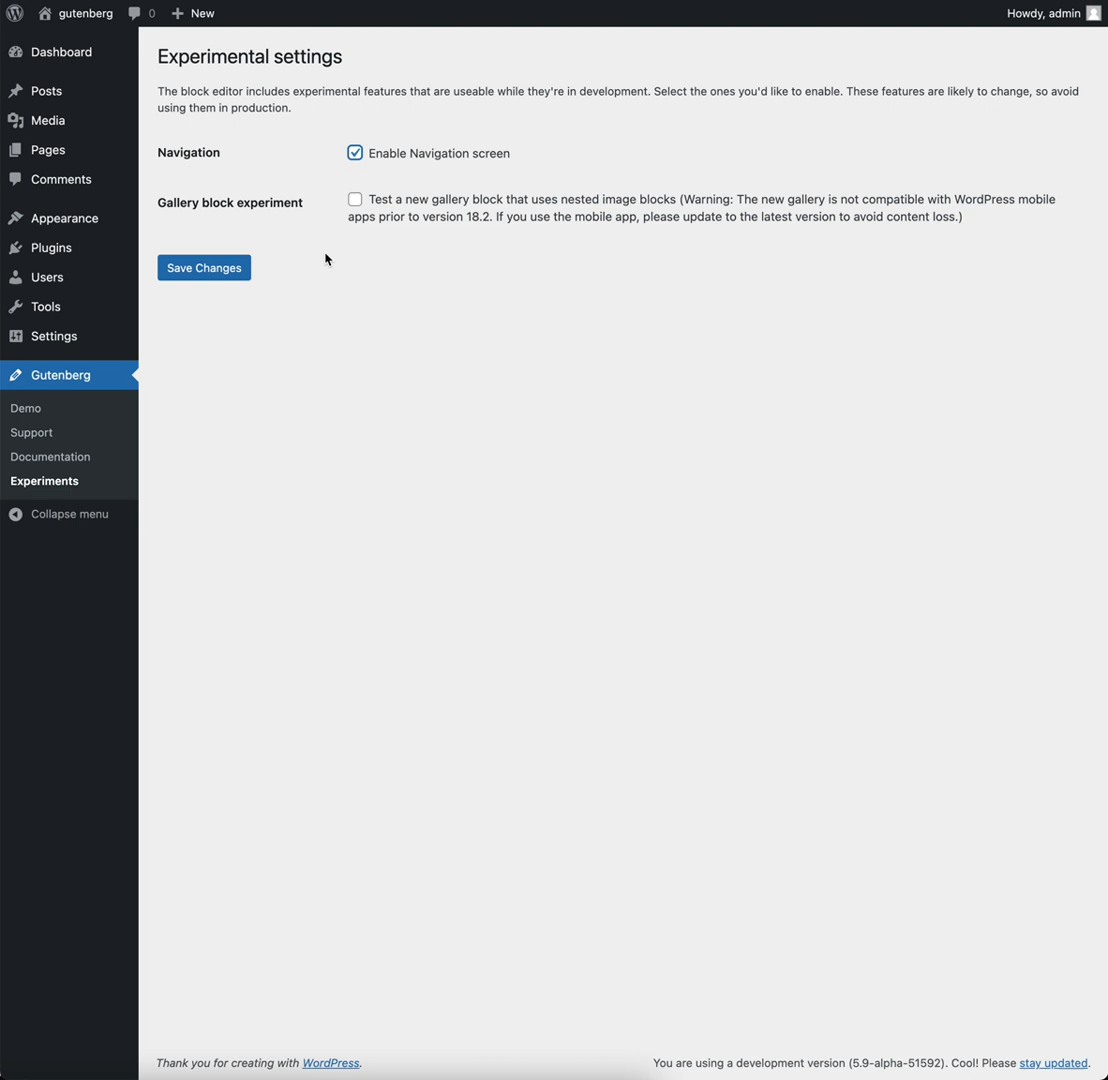 gutenberg 0 New Howdy, admin
Dashboard
Posts
Media
Pages
Comments
Appearance
Plugins
Users
Tools
Settings
Gutenberg
Demo
Support
Documentation
Experiments
Collapse menu
Experimental settings
The block editor includes experimental features that are useable while they're in development. Select the ones you'd like to enable. These features are likely to change, so avoid
using them in production.
Navigation Enable Navigation screen
Gallery block experiment Test a new gallery block that uses nested image blocks (Warning: The new gallery is not compatible with WordPress mobile
apps prior to version 18.2. If you use the mobile app, please update to the latest version to avoid content loss.)
Save Changes
Thank you for creating with WordPress. You are using a development version (5.9-alpha-51592). Cool! Please stay updated.